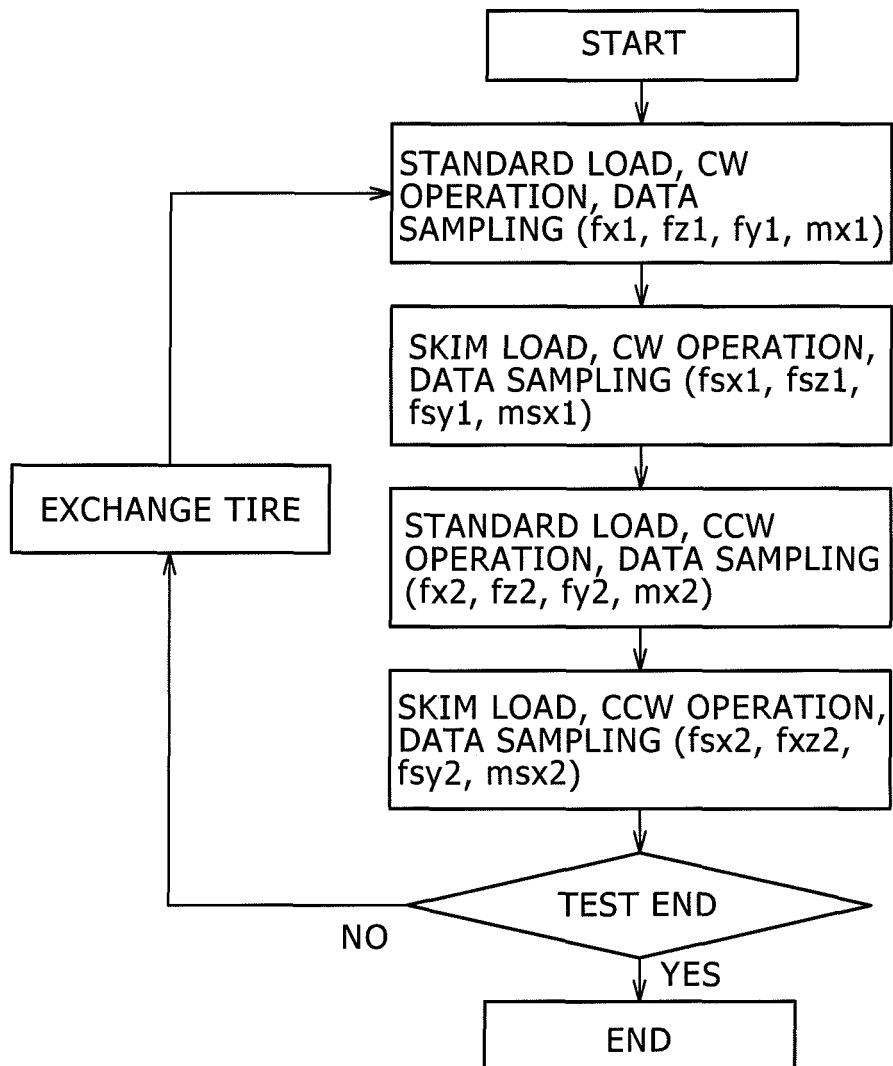 START
STANDARD LOAD, CW
OPERATION, DATA
SAMPLING (fx1, fz1, fy1, mx1)
SKIM LOAD, CW OPERATION,
DATA SAMPLING (fsx1, fsz1,
fsy1, msx1)
EXCHANGE TIRE
STANDARD LOAD, CCW
OPERATION, DATA SAMPLING
(fx2, fz2, fy2, mx2)
SKIM LOAD, CCW OPERATION,
DATA SAMPLING (fsx2, fxz2,
fsy2, msx2)
TEST END
NO
YES
END